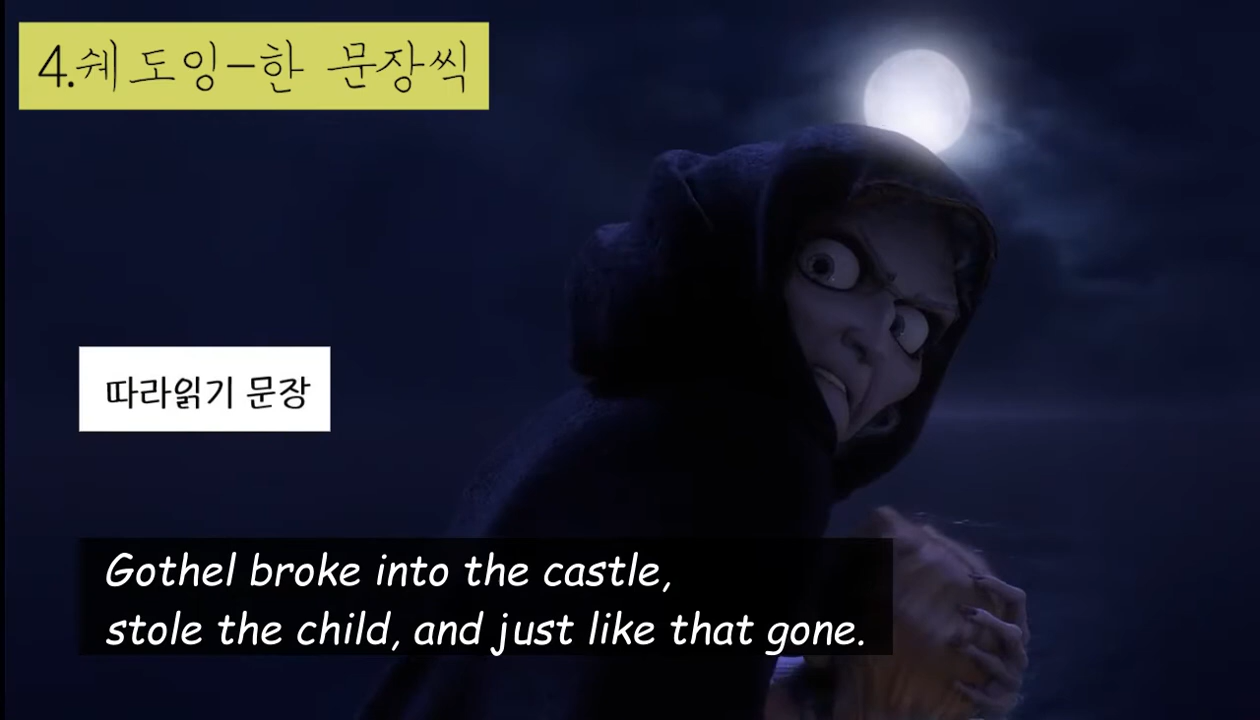 4.쉐도잉-한 문장씩
따라읽기 문장
Gothel broke into the castle,
stole the child, and just like that gone.